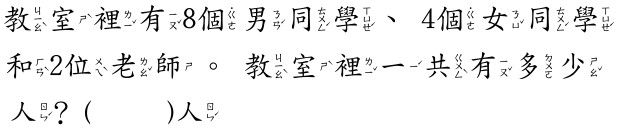 教室裡有8個男同學、 4個女同學
和2位老師。 教室裡一共有多少
人？(      )人